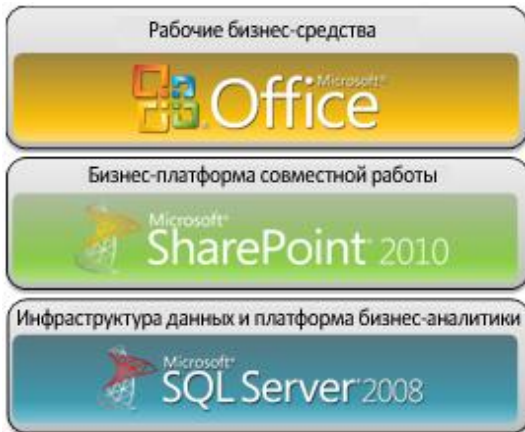 Рабочие бизнес-средства
Microsoft®
Office
Бизнес-платформа совместной работы
Microsoft®
SharePoint® 2010
Инфраструктура данных и платформа бизнес-аналитики
Microsoft®
SQL Server® 2008